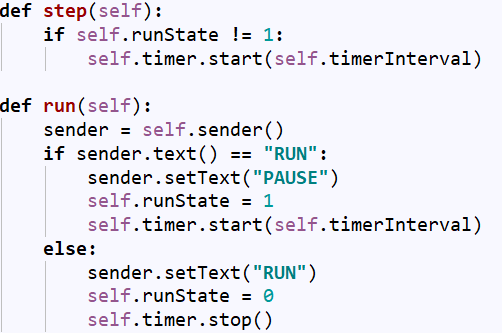 def step(self):
    if self.runState != 1:
        self.timer.start(self.timerInterval)

def run(self):
    sender = self.sender()
    if sender.text() == "RUN":
        sender.setText("PAUSE")
        self.runState = 1
        self.timer.start(self.timerInterval)
    else:
        sender.setText("RUN")
        self.runState = 0
        self.timer.stop()